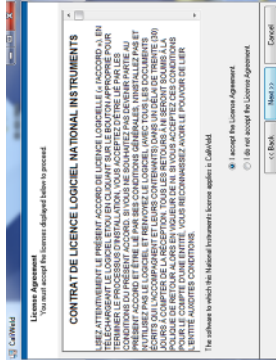 CalWeld
License Agreement
You must accept the licenses displayed below to proceed.
CONTRAT DE LICENCE LOGICIEL NATIONAL INSTRUMENTS
LISEZ ATTENTIVEMENT LE PRÉSENT ACCORD DE LICENCE LOGICIELLE (« l'ACCORD »). EN
TÉLÉCHARGEANT LE LOGICIEL ET/OU EN CLIQUANT SUR LE BOUTON APPROPRIÉ POUR
TERMINER LE PROCESSUS D'INSTALLATION, VOUS ACCEPTEZ D'ÊTRE LIÉ PAR LES
CONDITIONS DU PRÉSENT ACCORD. SI VOUS NE SOUHAITEZ PAS DEVENIR PARTIE AU
PRÉSENT ACCORD ET ÊTRE LIÉ PAR SES CONDITIONS GÉNÉRALES, N'INSTALLEZ PAS ET
N'UTILISEZ PAS LE LOGICIEL ET RENVOYEZ LE LOGICIEL (AVEC TOUS LES DOCUMENTS
ÉCRITS QUI L'ACCOMPAGNENT ET LEURS CONTENANTS) DANS UN DÉLAI DE TRENTE (30)
JOURS À COMPTER DE LA RÉCEPTION. TOUS LES RETOURS À NI SERONT SOUMIS À LA
POLITIQUE DE RETOUR ALORS EN VIGUEUR DE NI. SI VOUS ACCEPTEZ CES CONDITIONS
POUR LE COMPTE D'UNE ENTITÉ, VOUS RECONNAISSEZ AVOIR LE POUVOIR DE LIER
L'ENTITÉ AUXDITES CONDITIONS.
The software to which this National Instruments license applies is CalWeld.
I accept the License Agreement.
I do not accept the License Agreement.
<< Back
Next >>
Cancel